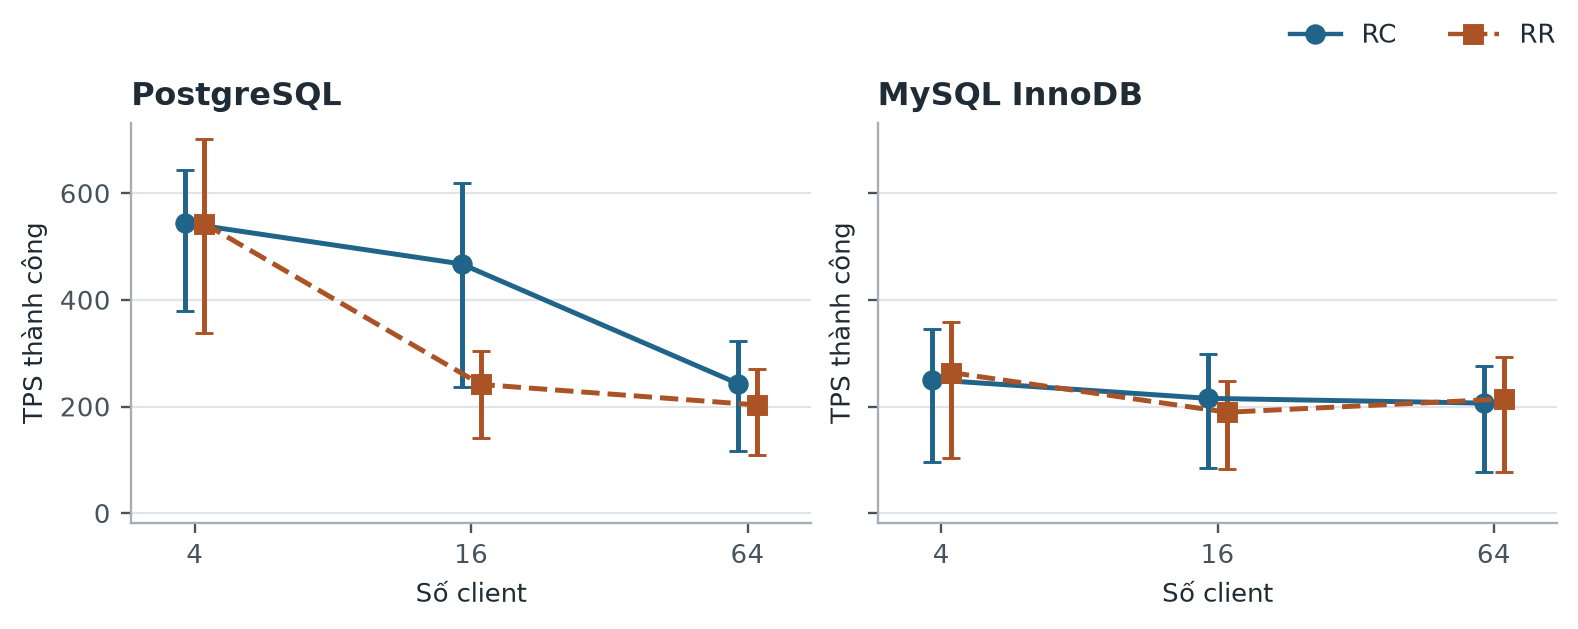 RC RR
PostgreSQL
MySQL InnoDB
TPS thành công
600
400
200
0
4 16 64
Số client
TPS thành công
4 16 64
Số client